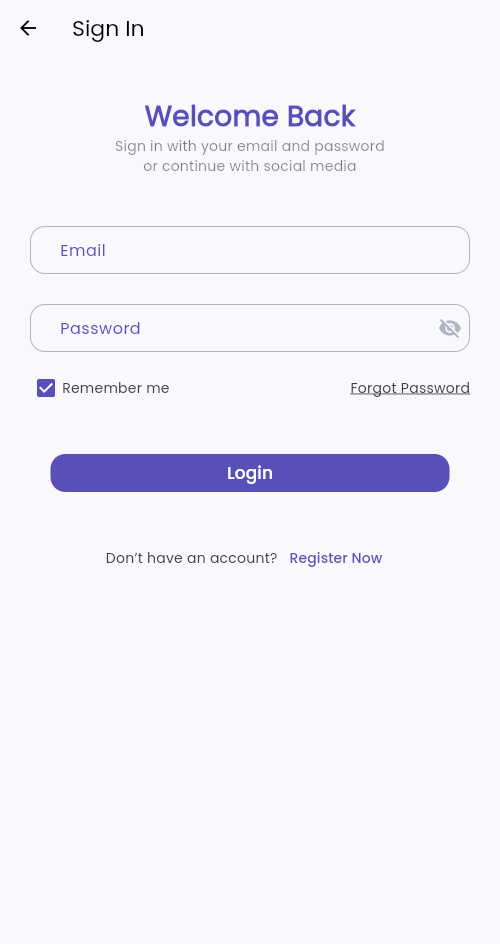 Sign In
Welcome Back
Sign in with your email and password
or continue with social media
Email
Password
Remember me
Forgot Password
Login
Don’t have an account? Register Now